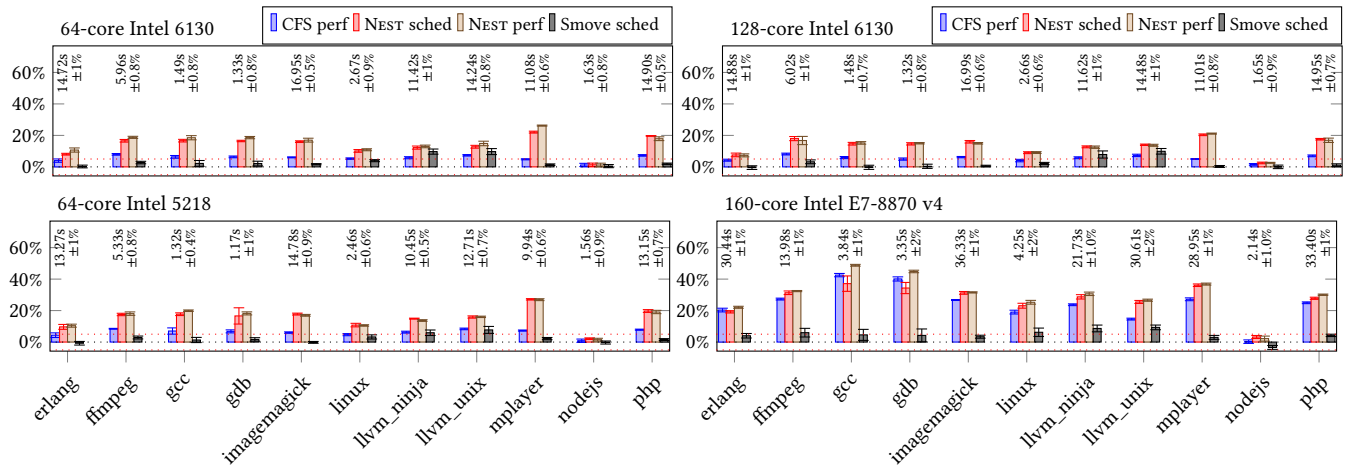 64-core Intel 6130
CFS perf NEST sched NEST perf Smove sched
60%
40%
20%
0%
14.72s ±1%
5.96s ±0.8%
1.49s ±0.8%
1.33s ±0.8%
16.95s ±0.5%
2.67s ±0.9%
11.42s ±1%
14.24s ±0.8%
11.08s ±0.6%
1.63s ±0.8%
14.90s ±0.5%
128-core Intel 6130
CFS perf NEST sched NEST perf Smove sched
60%
40%
20%
0%
14.88s ±1%
6.02s ±1%
1.48s ±0.7%
1.32s ±0.8%
16.99s ±0.6%
2.66s ±0.6%
11.62s ±1%
14.48s ±1%
11.01s ±0.8%
1.65s ±0.9%
14.95s ±0.7%
64-core Intel 5218
60%
40%
20%
0%
13.27s ±1%
5.33s ±0.8%
1.32s ±0.4%
1.17s ±1%
14.78s ±0.9%
2.46s ±0.6%
10.45s ±0.5%
12.71s ±0.7%
9.94s ±0.6%
1.56s ±0.9%
13.15s ±0.7%
erlang
ffmpeg
gcc
gdb
imagemagick
linux
llvm_ninja
llvm_unix
mplayer
nodejs
php
160-core Intel E7-8870 v4
60%
40%
20%
0%
30.44s ±1%
13.98s ±1%
3.84s ±1%
3.35s ±2%
36.33s ±1%
4.25s ±2%
21.73s ±1.0%
30.61s ±2%
28.95s ±1%
2.14s ±1.0%
33.40s ±1%
erlang
ffmpeg
gcc
gdb
imagemagick
linux
llvm_ninja
llvm_unix
mplayer
nodejs
php